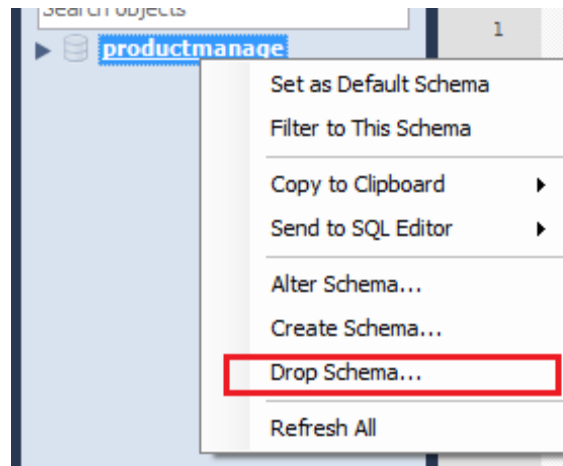 Search objects
1
productmanage
Set as Default Schema
Filter to This Schema
Copy to Clipboard
Send to SQL Editor
Alter Schema...
Create Schema...
Drop Schema...
Refresh All